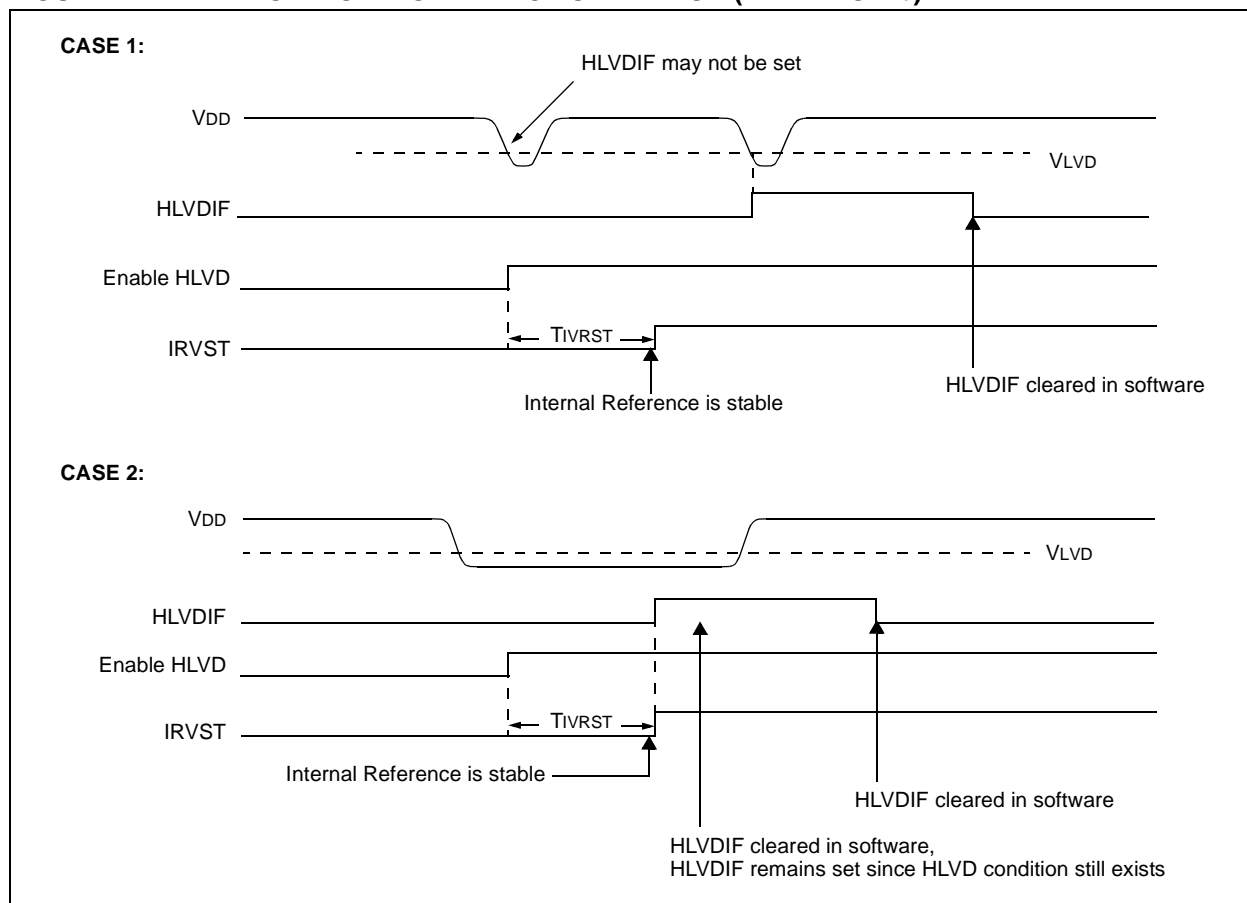 CASE 1:
HLVDIF may not be set
VDD
VLVD
HLVDIF
Enable HLVD
TIVRST
IRVST
HLVDIF cleared in software
Internal Reference is stable
CASE 2:
VDD
VLVD
HLVDIF
Enable HLVD
TIVRST
IRVST
Internal Reference is stable
HLVDIF cleared in software
HLVDIF cleared in software,
HLVDIF remains set since HLVD condition still exists